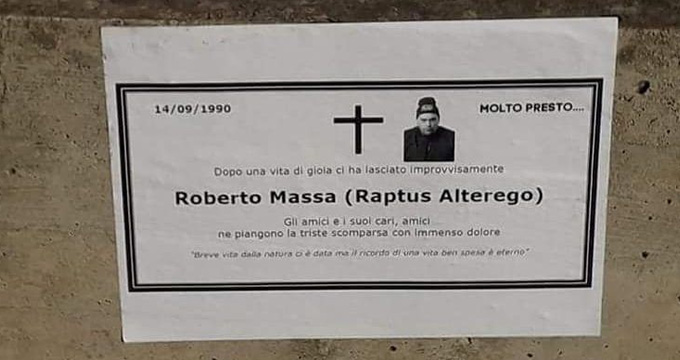 14/09/1990
MOLTO PRESTO....
Dopo una vita di gioia ci ha lasciato improvvisamente
Roberto Massa (Raptus Alterego)
Gli amici e i suoi cari, amici
ne piangono la triste scomparsa con immenso dolore
"Breve vita dalla natura ci è data ma il ricordo di una vita ben spesa è eterno"